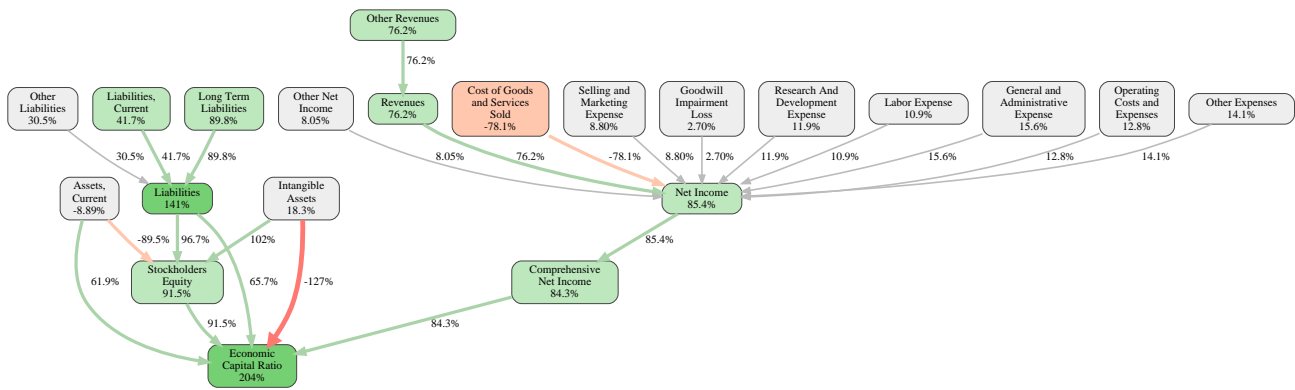 Other Revenues
76.2%
76.2%
Other
Liabilities
30.5%
Liabilities,
Current
41.7%
Long Term
Liabilities
89.8%
Other Net
Income
8.05%
Revenues
76.2%
Cost of Goods
and Services
Sold
-78.1%
Selling and
Marketing
Expense
8.80%
Goodwill
Impairment
Loss
2.70%
Research And
Development
Expense
11.9%
Labor Expense
10.9%
General and
Administrative
Expense
15.6%
Operating
Costs and
Expenses
12.8%
Other Expenses
14.1%
30.5%
41.7%
89.8%
8.05%
76.2%
-78.1%
8.80%
2.70%
11.9%
10.9%
15.6%
12.8%
14.1%
Assets,
Current
-8.89%
Liabilities
141%
Intangible
Assets
18.3%
Net Income
85.4%
-89.5%
96.7%
102%
85.4%
Stockholders
Equity
91.5%
Comprehensive
Net Income
84.3%
61.9%
65.7%
-127%
91.5%
84.3%
Economic
Capital Ratio
204%